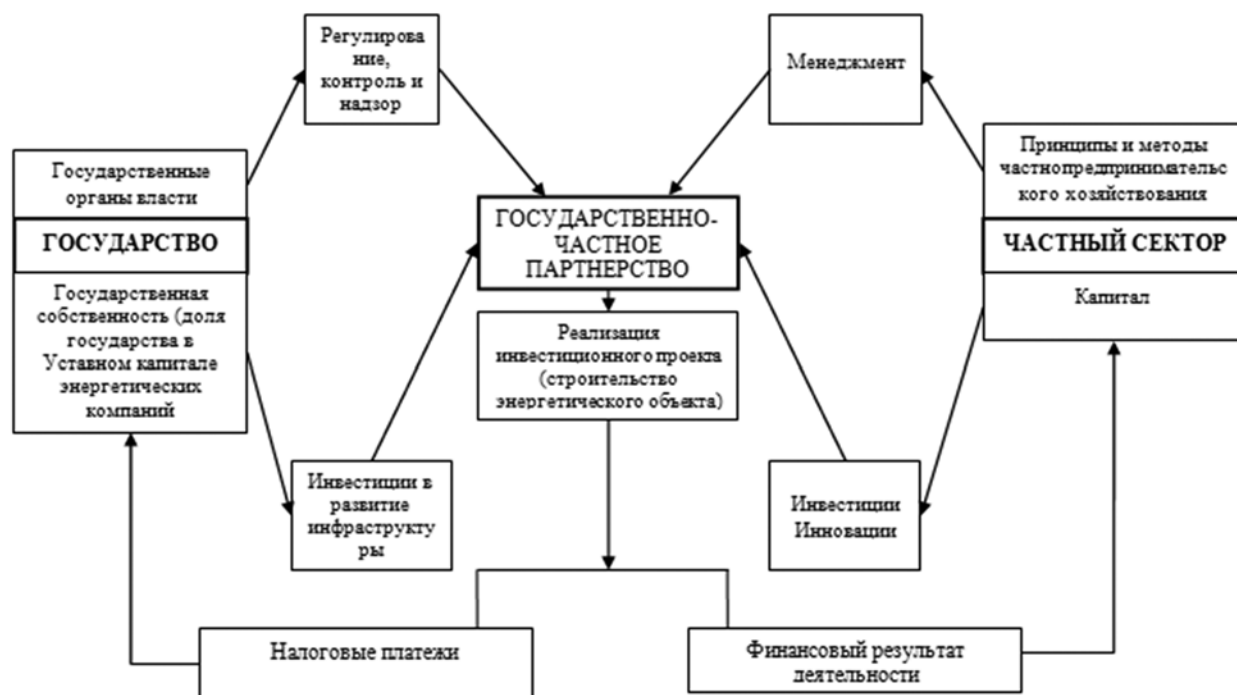 Регулирова
ние,
контроль и
надзор
Менеджмент
Государственные
органы власти
ГОСУДАРСТВО
Государственная
собственность (доля
государства в
Уставном капитале
энергетических
компаний
ГОСУДАРСТВЕННО-
ЧАСТНОЕ
ПАРТНЕРСТВО
Реализация
инвестиционного проекта
(строительство
энергетического объекта)
Принципы и методы
частнопредпринимательс
кого хозяйствования
ЧАСТНЫЙ СЕКТОР
Капитал
Инвестиции в
развитие
инфраструкту
ры
Инвестиции
Инновации
Налоговые платежи
Финансовый результат
деятельности